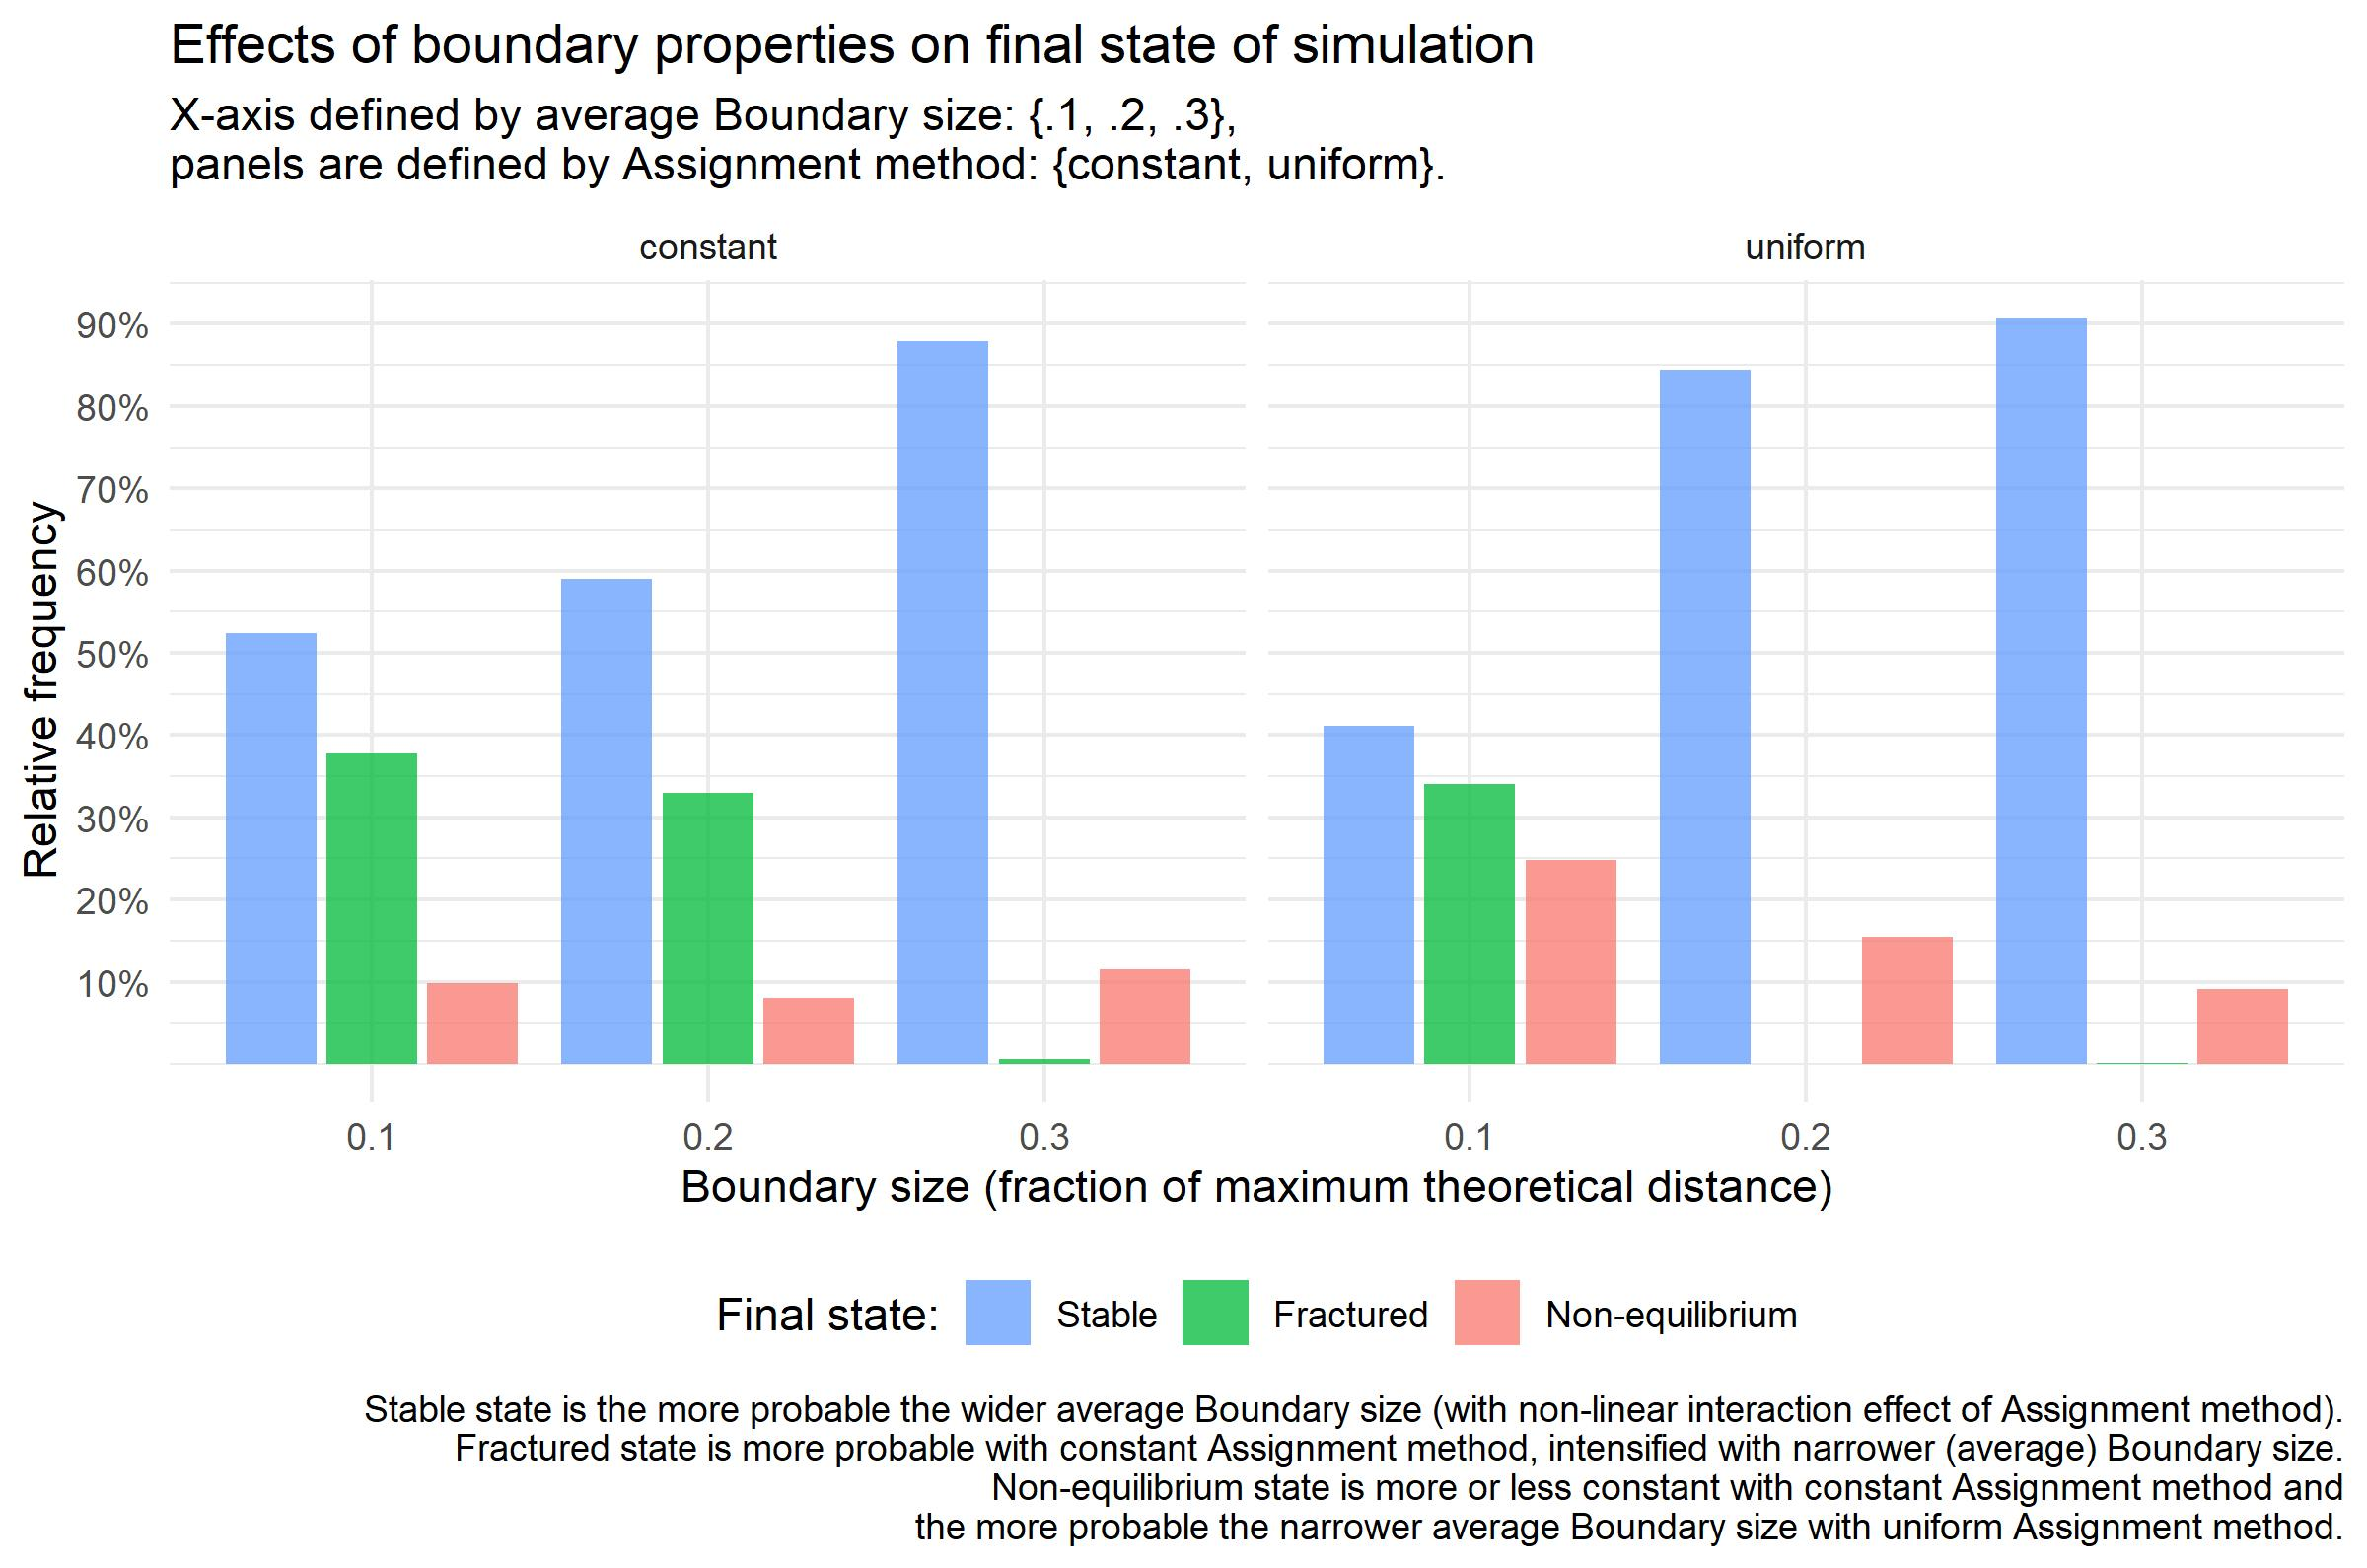 Effects of boundary properties on final state of simulation
X-axis defined by average Boundary size: {.1, .2, .3},
panels are defined by Assignment method: {constant, uniform}.
constant
uniform
Relative frequency
90%
80%
70%
60%
50%
40%
30%
20%
10%
0.1 0.2 0.3 0.1 0.2 0.3
Boundary size (fraction of maximum theoretical distance)
Final state: Stable Fractured Non-equilibrium
Stable state is the more probable the wider average Boundary size (with non-linear interaction effect of Assignment method).
Fractured state is more probable with constant Assignment method, intensified with narrower (average) Boundary size.
Non-equilibrium state is more or less constant with constant Assignment method and
the more probable the narrower average Boundary size with uniform Assignment method.